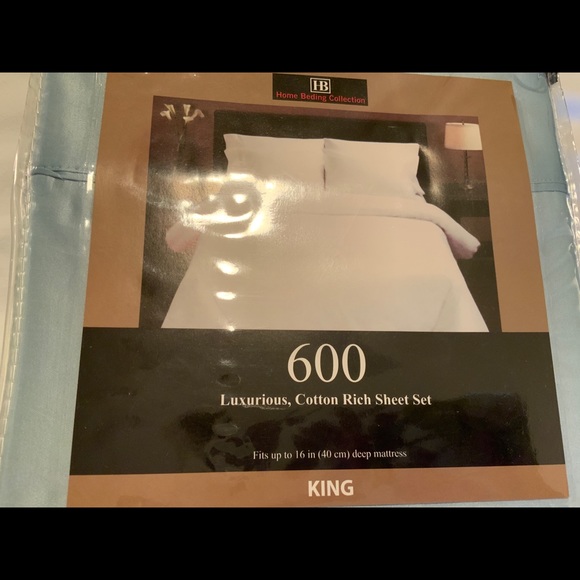 HB
Home Beding Collection
600
Luxurious, Cotton Rich Sheet Set
Fits up to 16 in (40 cm) deep mattress
KING